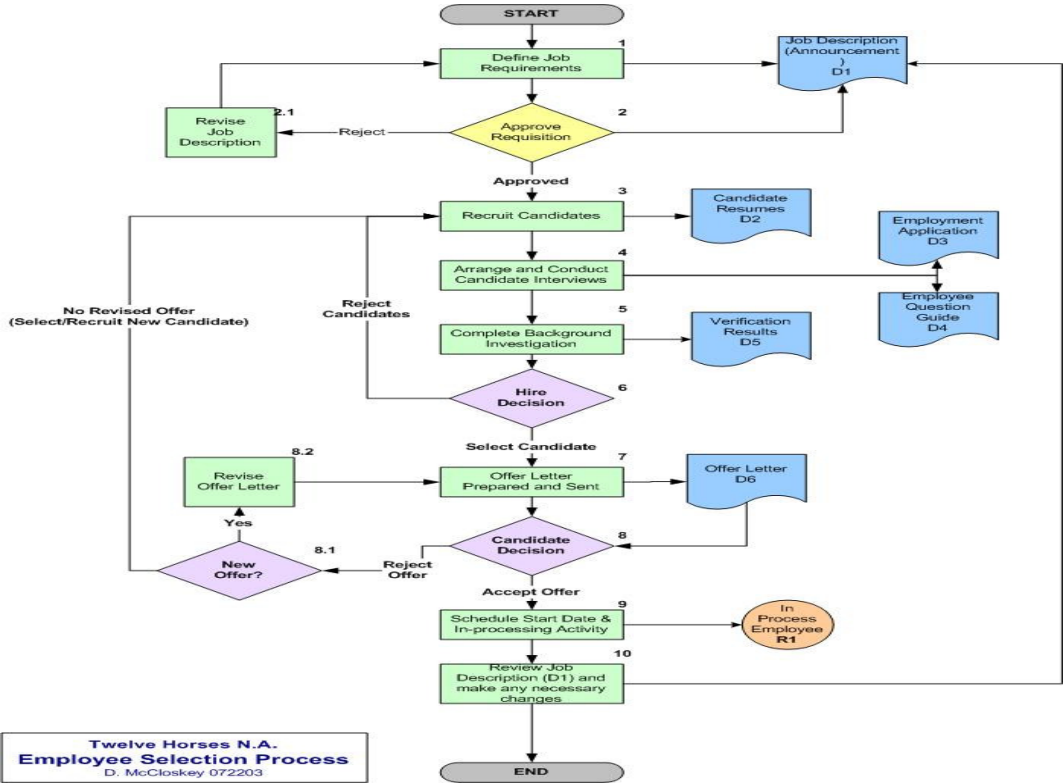 START
1
Define Job
Requirements
Job Description
(Announcement
)
D1
2.1
Revise
Job
Description
Reject
2
Approve
Requisition
Approved
3
Recruit Candidates
Candidate
Resumes
D2
4
Arrange and Conduct
Candidate Interviews
Employment
Application
D3
Employee
Question
Guide
D4
No Revised Offer
(Select/Recruit New Candidate)
Reject
Candidates
5
Complete Background
Investigation
Verification
Results
D5
6
Hire
Decision
Select Candidate
8.2
Revise
Offer Letter
7
Offer Letter
Prepared and Sent
Offer Letter
D6
Yes
8.1
New
Offer?
Reject
Offer
8
Candidate
Decision
Accept Offer
9
Schedule Start Date &
In-processing Activity
In
Process
Employee
R1
10
Review Job
Description (D1) and
make any necessary
changes
Twelve Horses N.A.
Employee Selection Process
D. McCloskey 072203
END